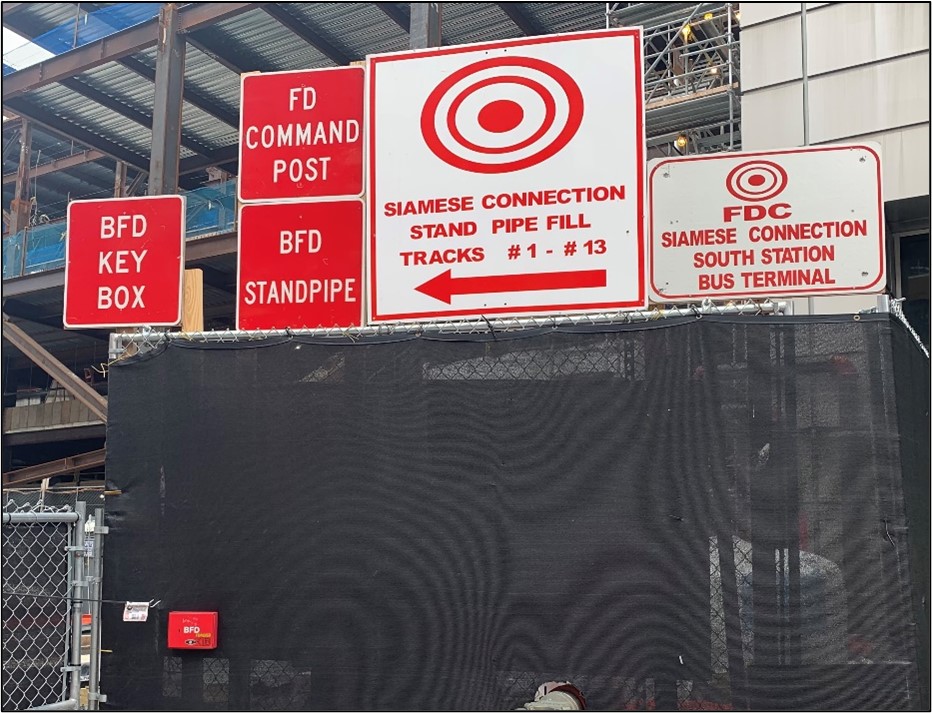 BFD
KEY
BOX
FD
COMMAND
POST
BFD
STANDPIPE
SIAMESE CONNECTION
STAND PIPE FILL
TRACKS #1 - #13
FDC
SIAMESE CONNECTION
SOUTH STATION
BUS TERMINAL
BFD